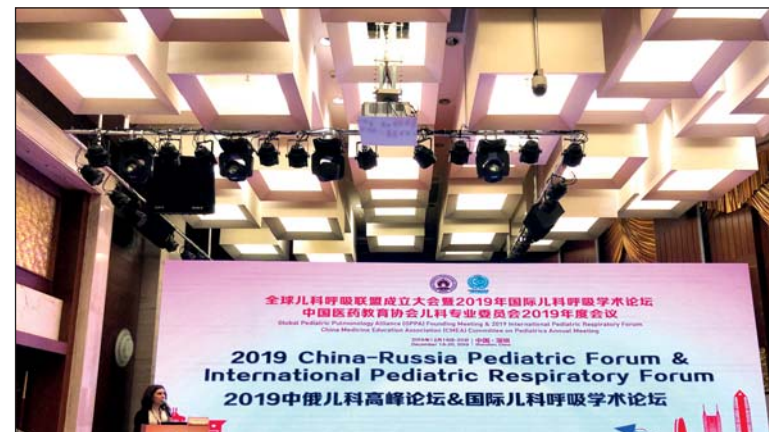 全球儿科呼吸联盟成立大会暨2019年国际儿科呼吸学术论坛
中国医药教育协会儿科专业委员会2019年度会议
Global Pediatric Pulmonology Alliance (GPPA) Founding Meeting & 2019 International Pediatric Respiratory Forum
China Medicine Education Association (CMEA) Committee on Pediatrics Annual Meeting
中国·深圳
2019 China-Russia Pediatric Forum &
International Pediatric Respiratory Forum
2019中俄儿科高峰论坛&国际儿科呼吸学术论坛